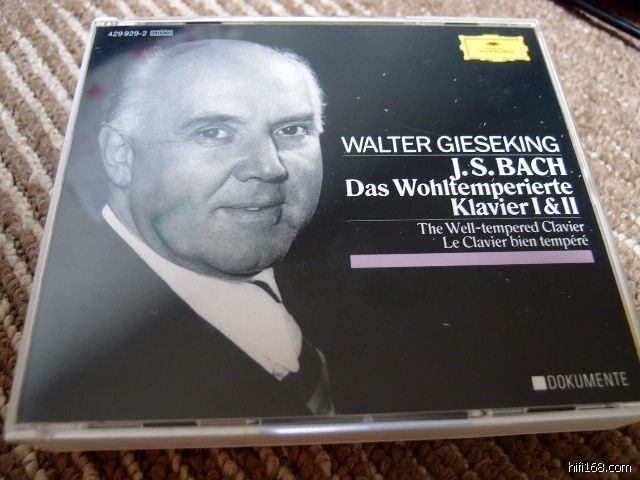 429 929-2
WALTER GIESEKING
J. S. BACH
Das Wohltemperierte
Klavier I & II
The Well-tempered Clavier
Le Clavier bien tempéré
DOKUMENTE
hifi168.com